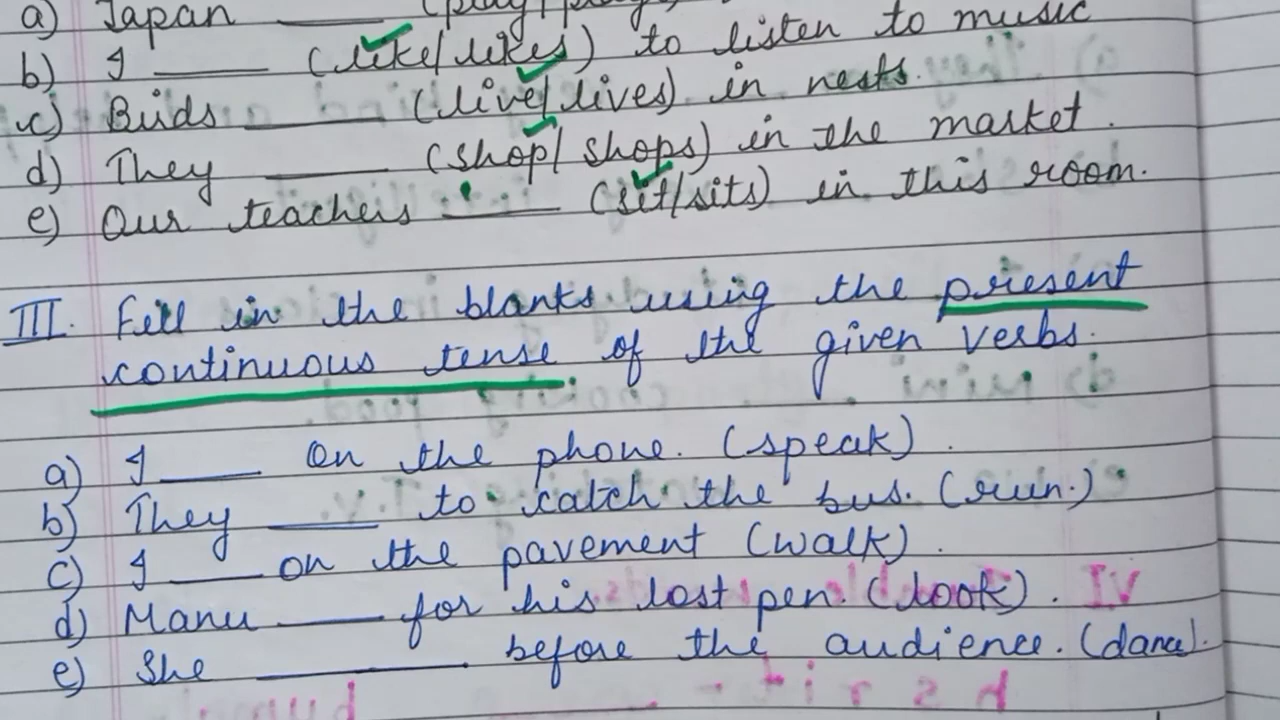 a) Japan ____ (play/plays)
b) I ____ (like/likes) to listen to music
c) Birds ____ (live/lives) in nests.
d) They ____ (shop/shops) in the market.
e) Our teachers ____ (sit/sits) in this room.
III. Fill in the blanks using the present
continuous tense of the given verbs.
a) I ____ on the phone. (speak).
b) They ____ to catch the bus. (run.)
c) I ____ on the pavement (walk).
d) Manu ____ for his lost pen. (look). IV
e) She ____ before the audience. (dance).